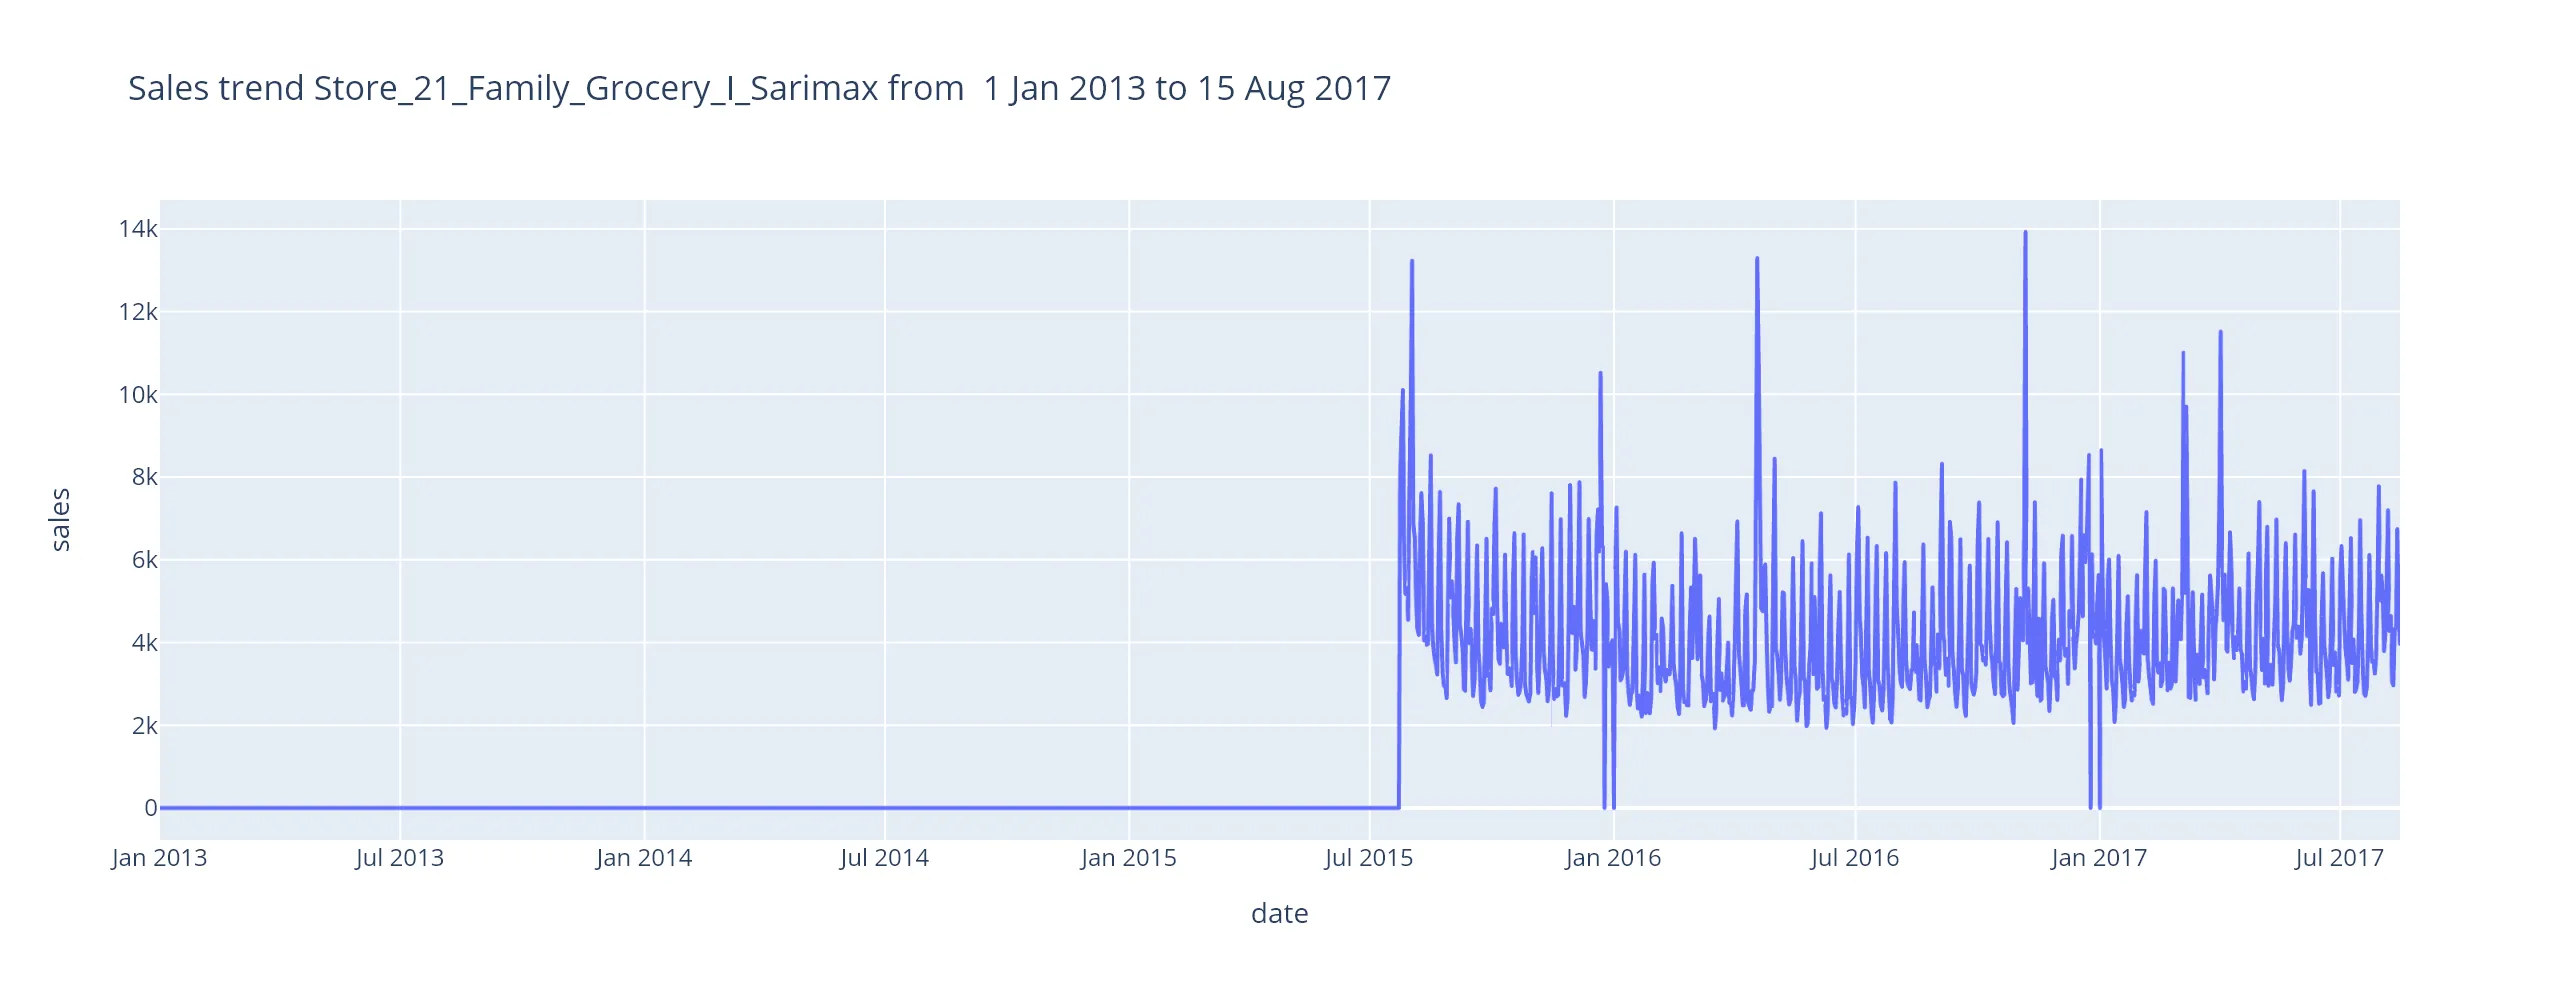 Sales trend Store_21_Family_Grocery_I_Sarimax from  1 Jan 2013 to 15 Aug 2017
14k
12k
10k
8k
6k
4k
2k
0
sales
Jan 2013 Jul 2013 Jan 2014 Jul 2014 Jan 2015 Jul 2015 Jan 2016 Jul 2016 Jan 2017 Jul 2017
date